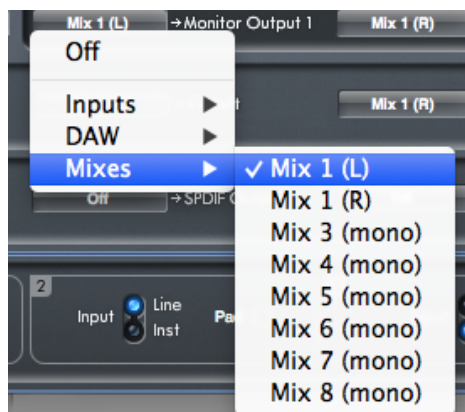 Mix 1 (L) → Monitor Output 1 Mix 1 (R)
Off
Inputs
DAW
Mixes
Mix 1 (R)
✓ Mix 1 (L)
Mix 1 (R)
Mix 3 (mono)
Mix 4 (mono)
Mix 5 (mono)
Mix 6 (mono)
Mix 7 (mono)
Mix 8 (mono)
Off → SPDIF
2
Input Line
Inst